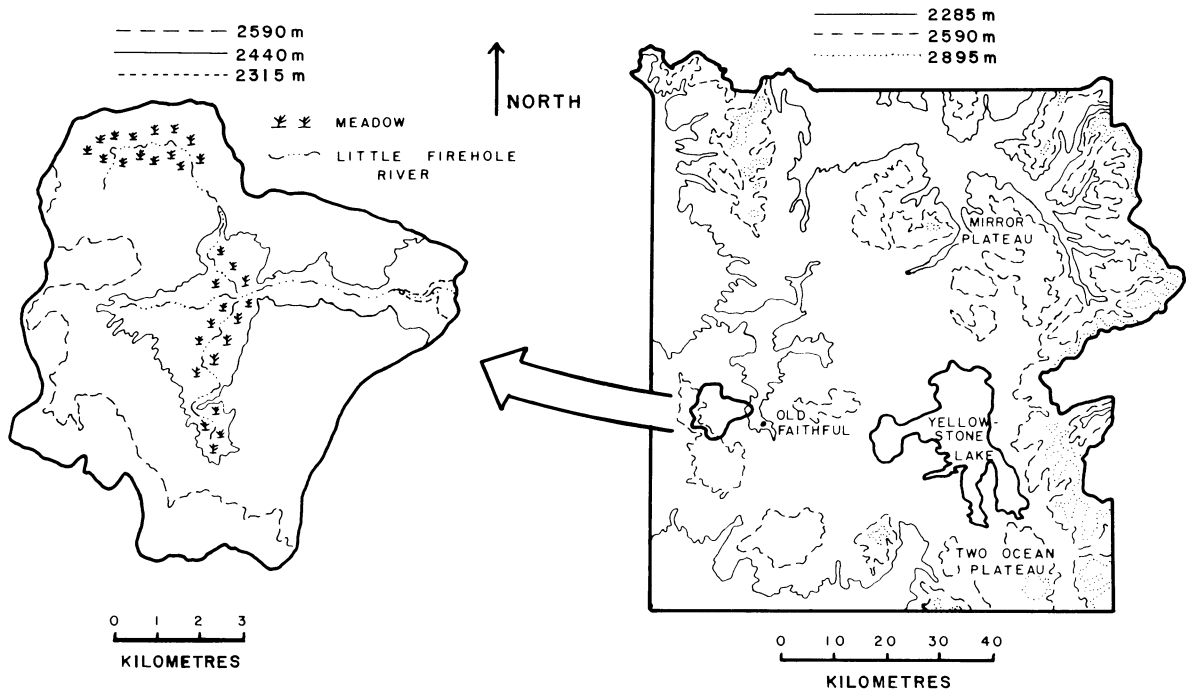 2590 m
2440 m
2315 m
NORTH
MEADOW
LITTLE FIREHOLE
RIVER
0 1 2 3
KILOMETRES
2285 m
2590 m
2895 m
MIRROR
PLATEAU
OLD
FAITHFUL
YELLOW-
STONE
LAKE
TWO OCEAN
PLATEAU
0 10 20 30 40
KILOMETRES